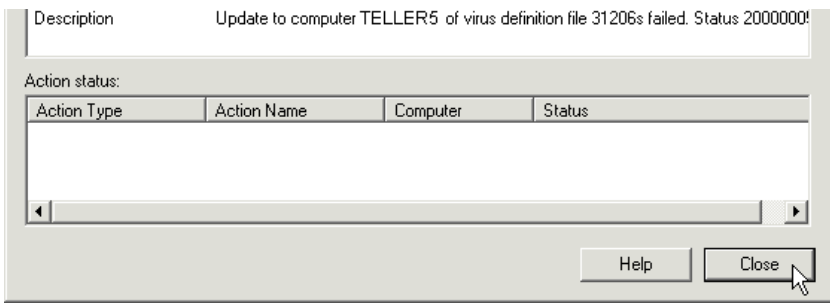 Description Update to computer TELLER5 of virus definition file 31206s failed. Status 2000000
Action status:
Action Type Action Name Computer Status
Help Close